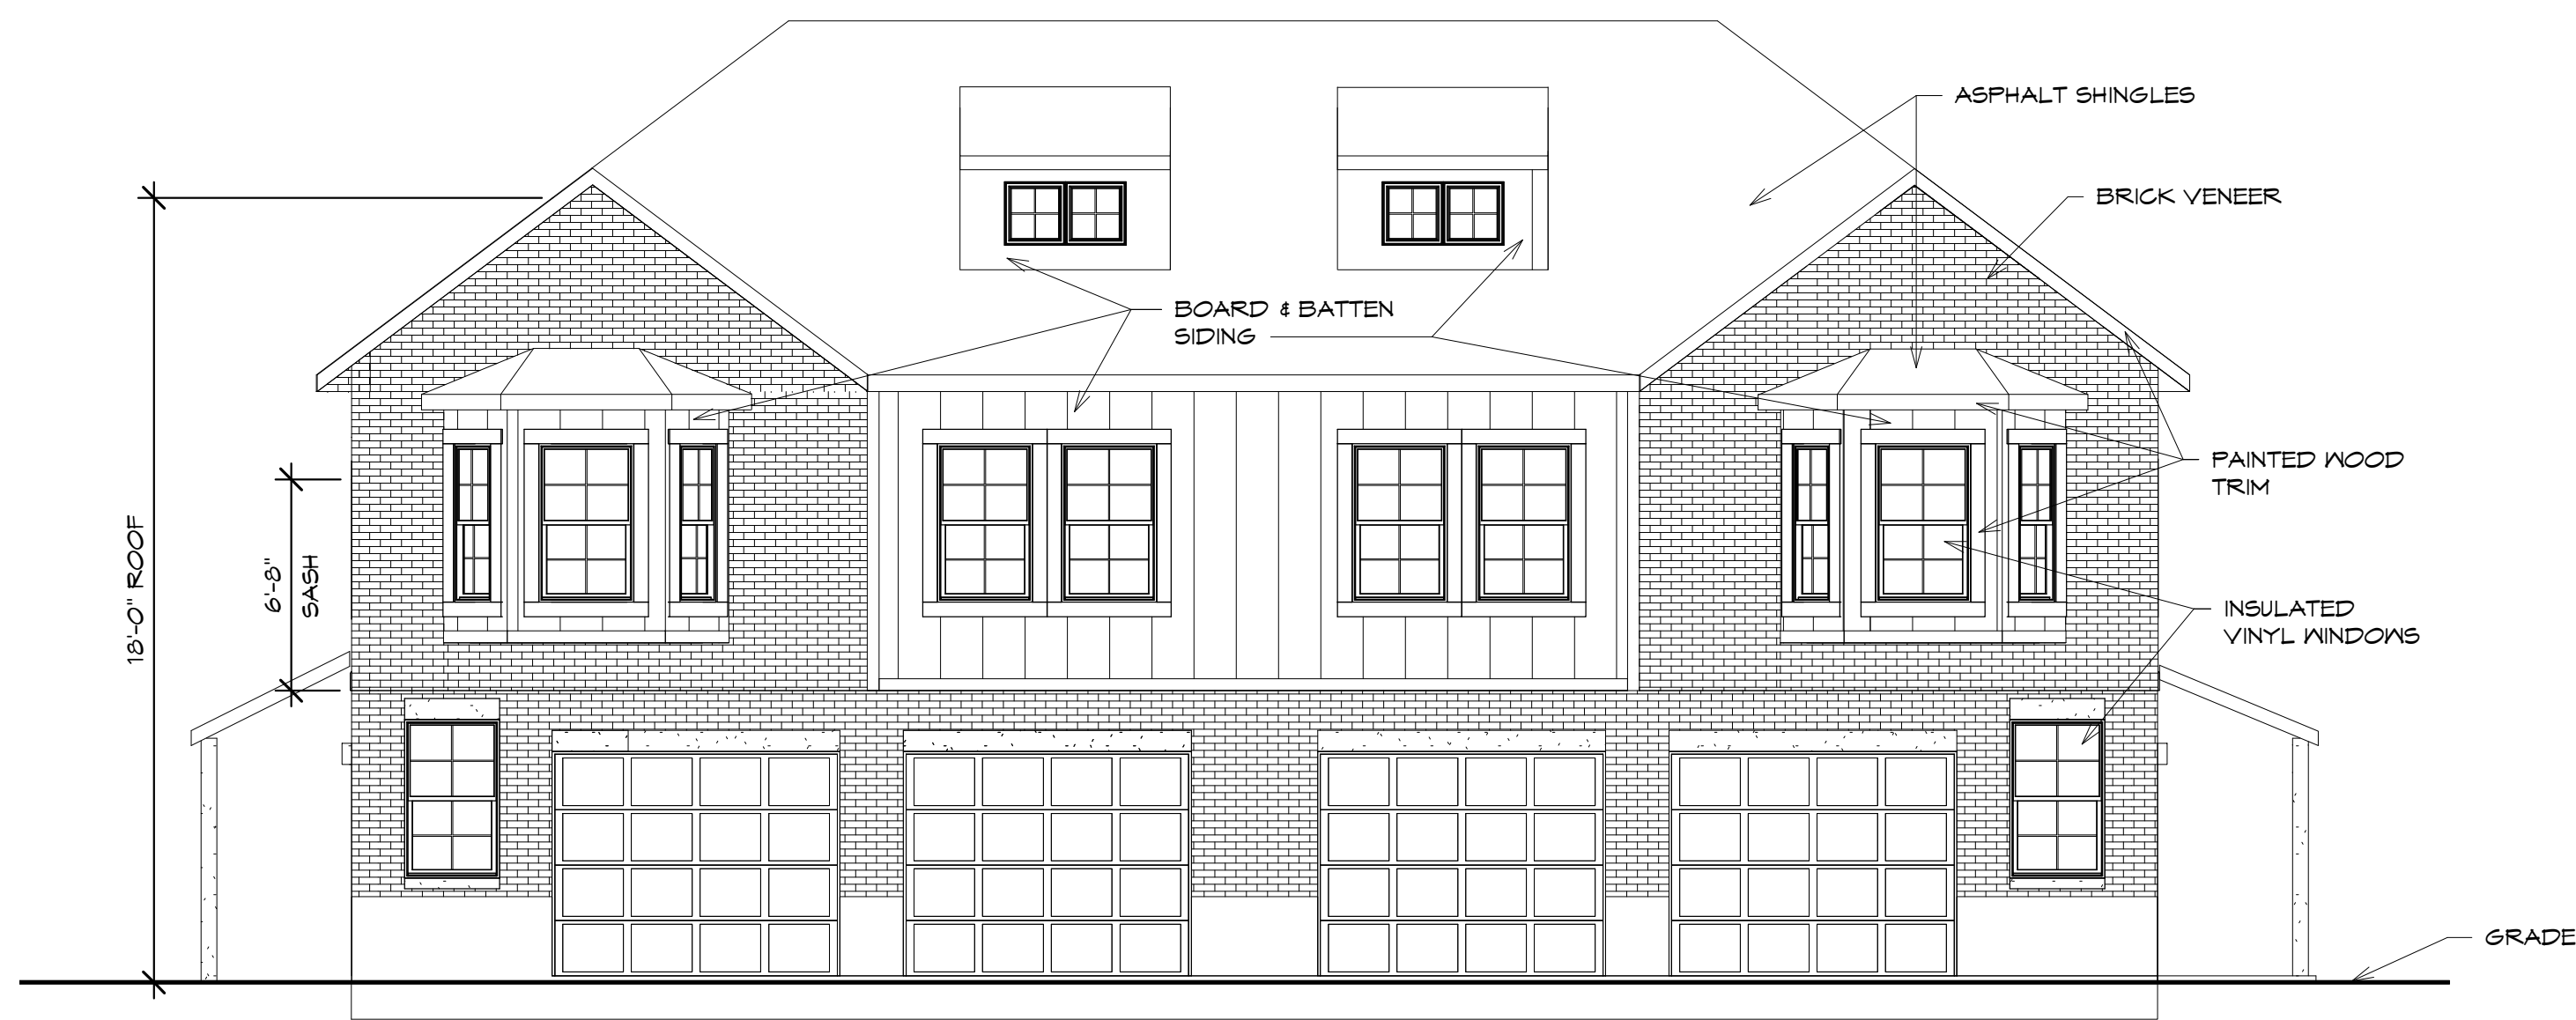 ASPHALT SHINGLES
BRICK VENEER
BOARD & BATTEN
SIDING
PAINTED WOOD
TRIM
18'-0" ROOF
6'-8"
SASH
INSULATED
VINYL WINDOWS
GRADE